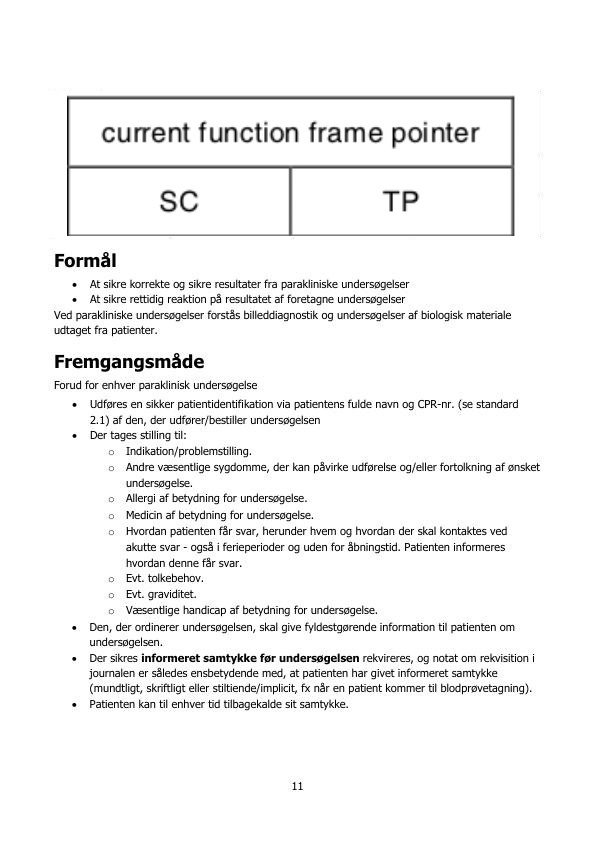 current function frame pointer
SC TP
Formål
• At sikre korrekte og sikre resultater fra parakliniske undersøgelser
• At sikre rettidig reaktion på resultatet af foretagne undersøgelser
Ved parakliniske undersøgelser forstås billeddiagnostik og undersøgelser af biologisk materiale
udtaget fra patienter.
Fremgangsmåde
Forud for enhver paraklinisk undersøgelse
• Udføres en sikker patientidentifikation via patientens fulde navn og CPR-nr. (se standard
2.1) af den, der udfører/bestiller undersøgelsen
• Der tages stilling til:
o Indikation/problemstilling.
o Andre væsentlige sygdomme, der kan påvirke udførelse og/eller fortolkning af ønsket
undersøgelse.
o Allergi af betydning for undersøgelse.
o Medicin af betydning for undersøgelse.
o Hvordan patienten får svar, herunder hvem og hvordan der skal kontaktes ved
akutte svar - også i ferieperioder og uden for åbningstid. Patienten informeres
hvordan denne får svar.
o Evt. tolkebehov.
o Evt. graviditet.
o Væsentlige handicap af betydning for undersøgelse.
• Den, der ordinerer undersøgelsen, skal give fyldestgørende information til patienten om
undersøgelsen.
• Der sikres informeret samtykke før undersøgelsen rekvireres, og notat om rekvisition i
journalen er således ensbetydende med, at patienten har givet informeret samtykke
(mundtligt, skriftligt eller stiltiende/implicit, fx når en patient kommer til blodprøvetagning).
• Patienten kan til enhver tid tilbagekalde sit samtykke.
11